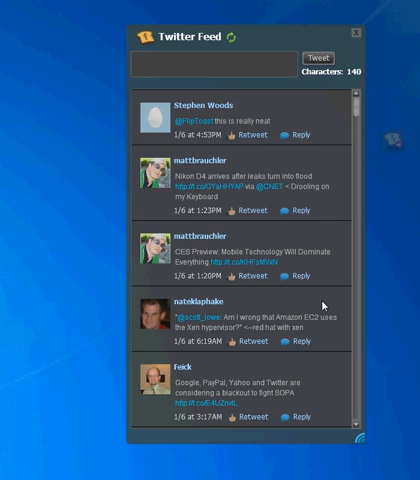 Twitter Feed
X
Tweet
Characters: 140
Stephen Woods
@FlipToast this is really neat
1/6 at 4:53PM Retweet Reply
mattbrauchler
Nikon D4 arrives after leaks turn into flood
http://t.co/GYaHHYAP via @CNET < Drooling on
my Keyboard
1/6 at 1:23PM Retweet Reply
mattbrauchler
CES Preview: Mobile Technology Will Dominate
Everything http://t.co/KHFsMVxN
1/6 at 1:20PM Retweet Reply
nateklaphake
"@scott_lowe: Am I wrong that Amazon EC2 uses
the Xen hypervisor?" <--red hat with xen
1/6 at 6:19AM Retweet Reply
Feick
Google, PayPal, Yahoo and Twitter are
considering a blackout to fight SOPA
http://t.co/E4UZnvtL
1/6 at 3:17AM Retweet Reply